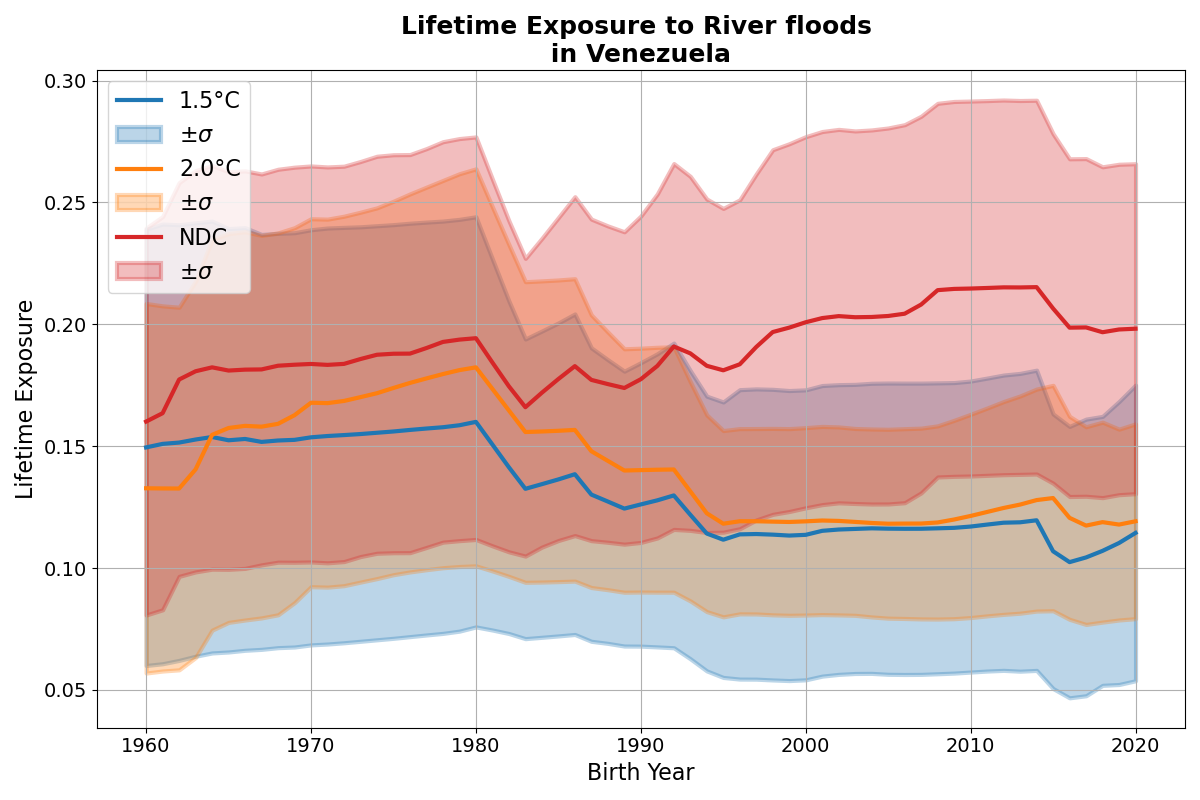 Lifetime Exposure to River floods
in Venezuela
0.30
0.25
0.20
0.15
0.10
0.05
Lifetime Exposure
1.5°C
±σ
2.0°C
±σ
NDC
±σ
1960 1970 1980 1990 2000 2010 2020
Birth Year